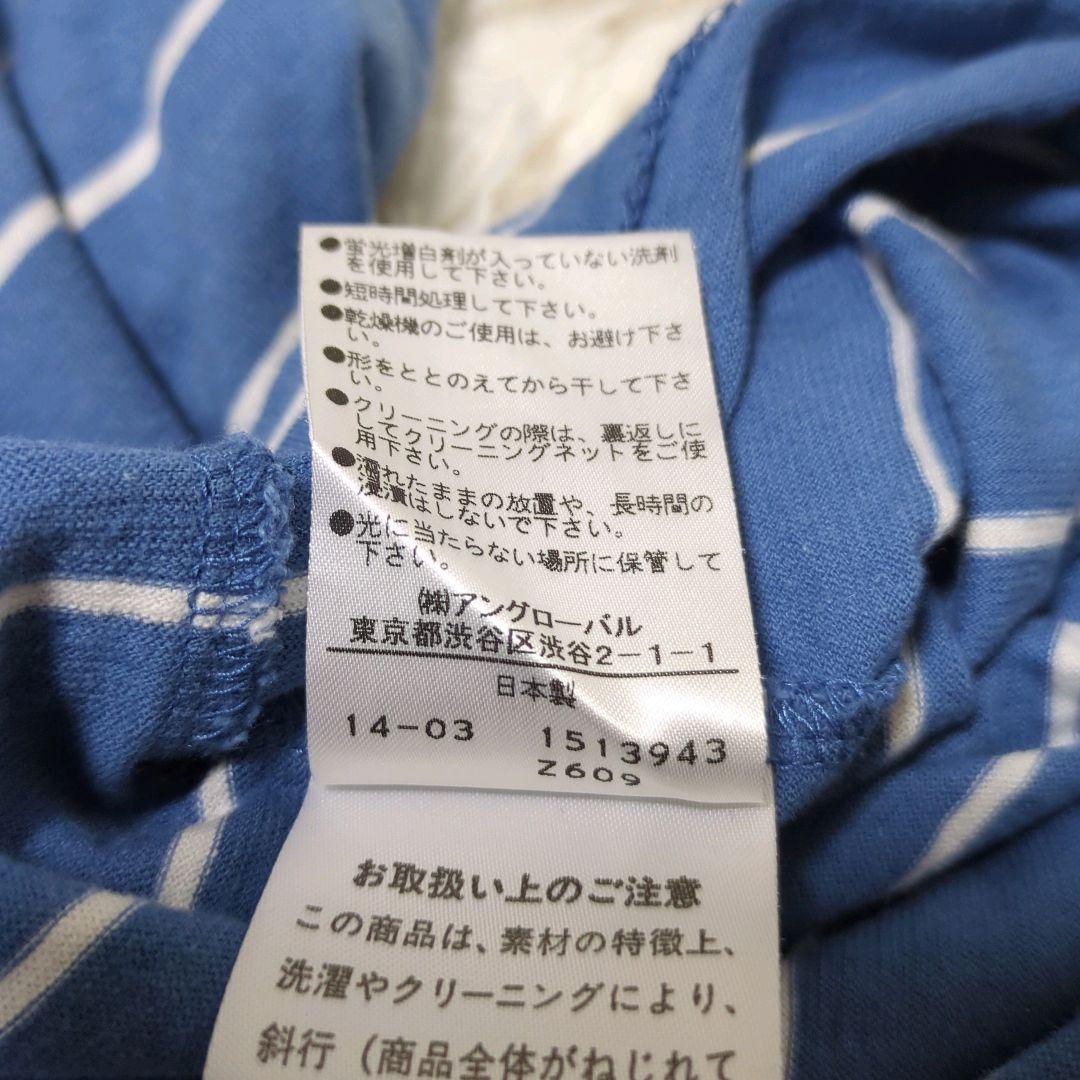 ●蛍光増白剤が入っていない洗剤
を使用して下さい。
●短時間処理して下さい。
●乾燥機のご使用は、お避け下さ
い。
●形をととのえてから干して下さ
い。
●クリーニングの際は、裏返しに
してクリーニングネットをご使
用下さい。
●濡れたままの放置や、長時間の
浸漬はしないで下さい。
●光に当たらない場所に保管して
下さい。
㈱アングローバル
東京都渋谷区渋谷2-1-1
日本製
14-03 1513943
Z609
お取扱い上のご注意
この商品は、素材の特徴上、
洗濯やクリーニングにより、
斜行（商品全体がねじれて